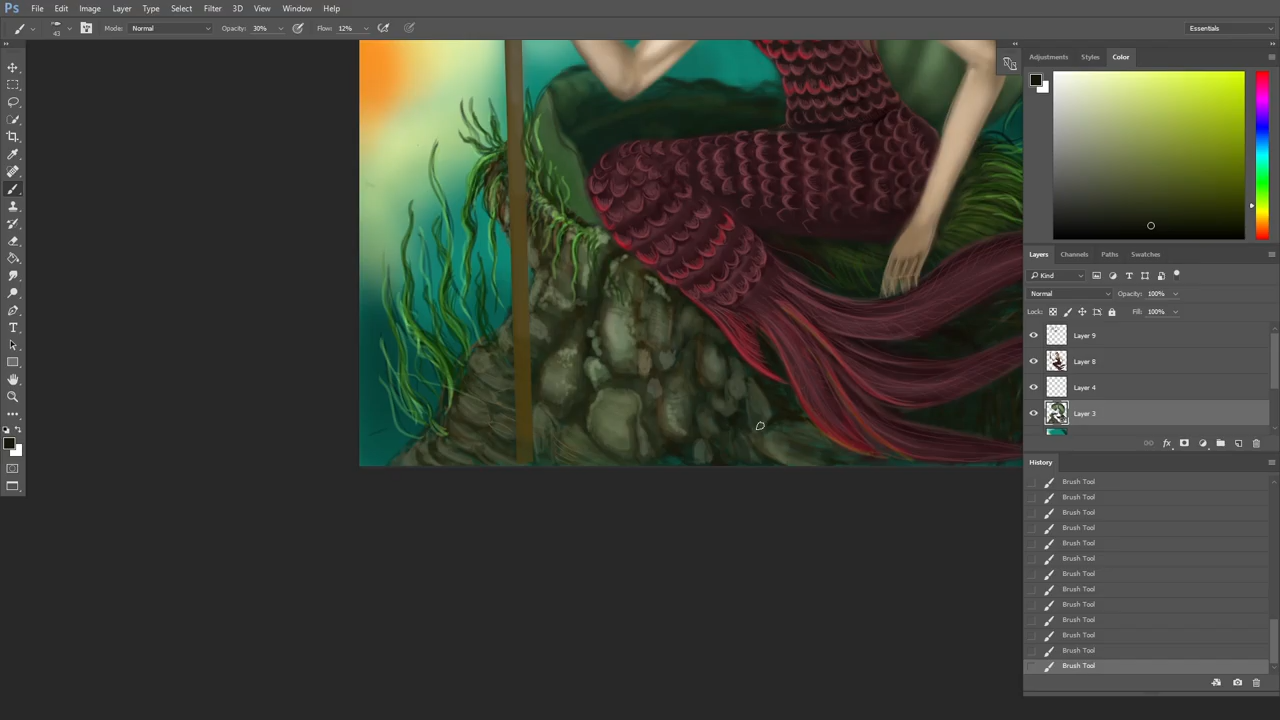 Ps File Edit Image Layer Type Select Filter 3D View Window Help
43 Mode: Normal Opacity: 30% Flow: 12% Essentials
Adjustments Styles Color
Layers Channels Paths Swatches
Kind
Normal Opacity: 100%
Lock: Fill: 100%
Layer 9
Layer 8
Layer 4
Layer 3
fx
History
Brush Tool
Brush Tool
Brush Tool
Brush Tool
Brush Tool
Brush Tool
Brush Tool
Brush Tool
Brush Tool
Brush Tool
Brush Tool
Brush Tool
Brush Tool